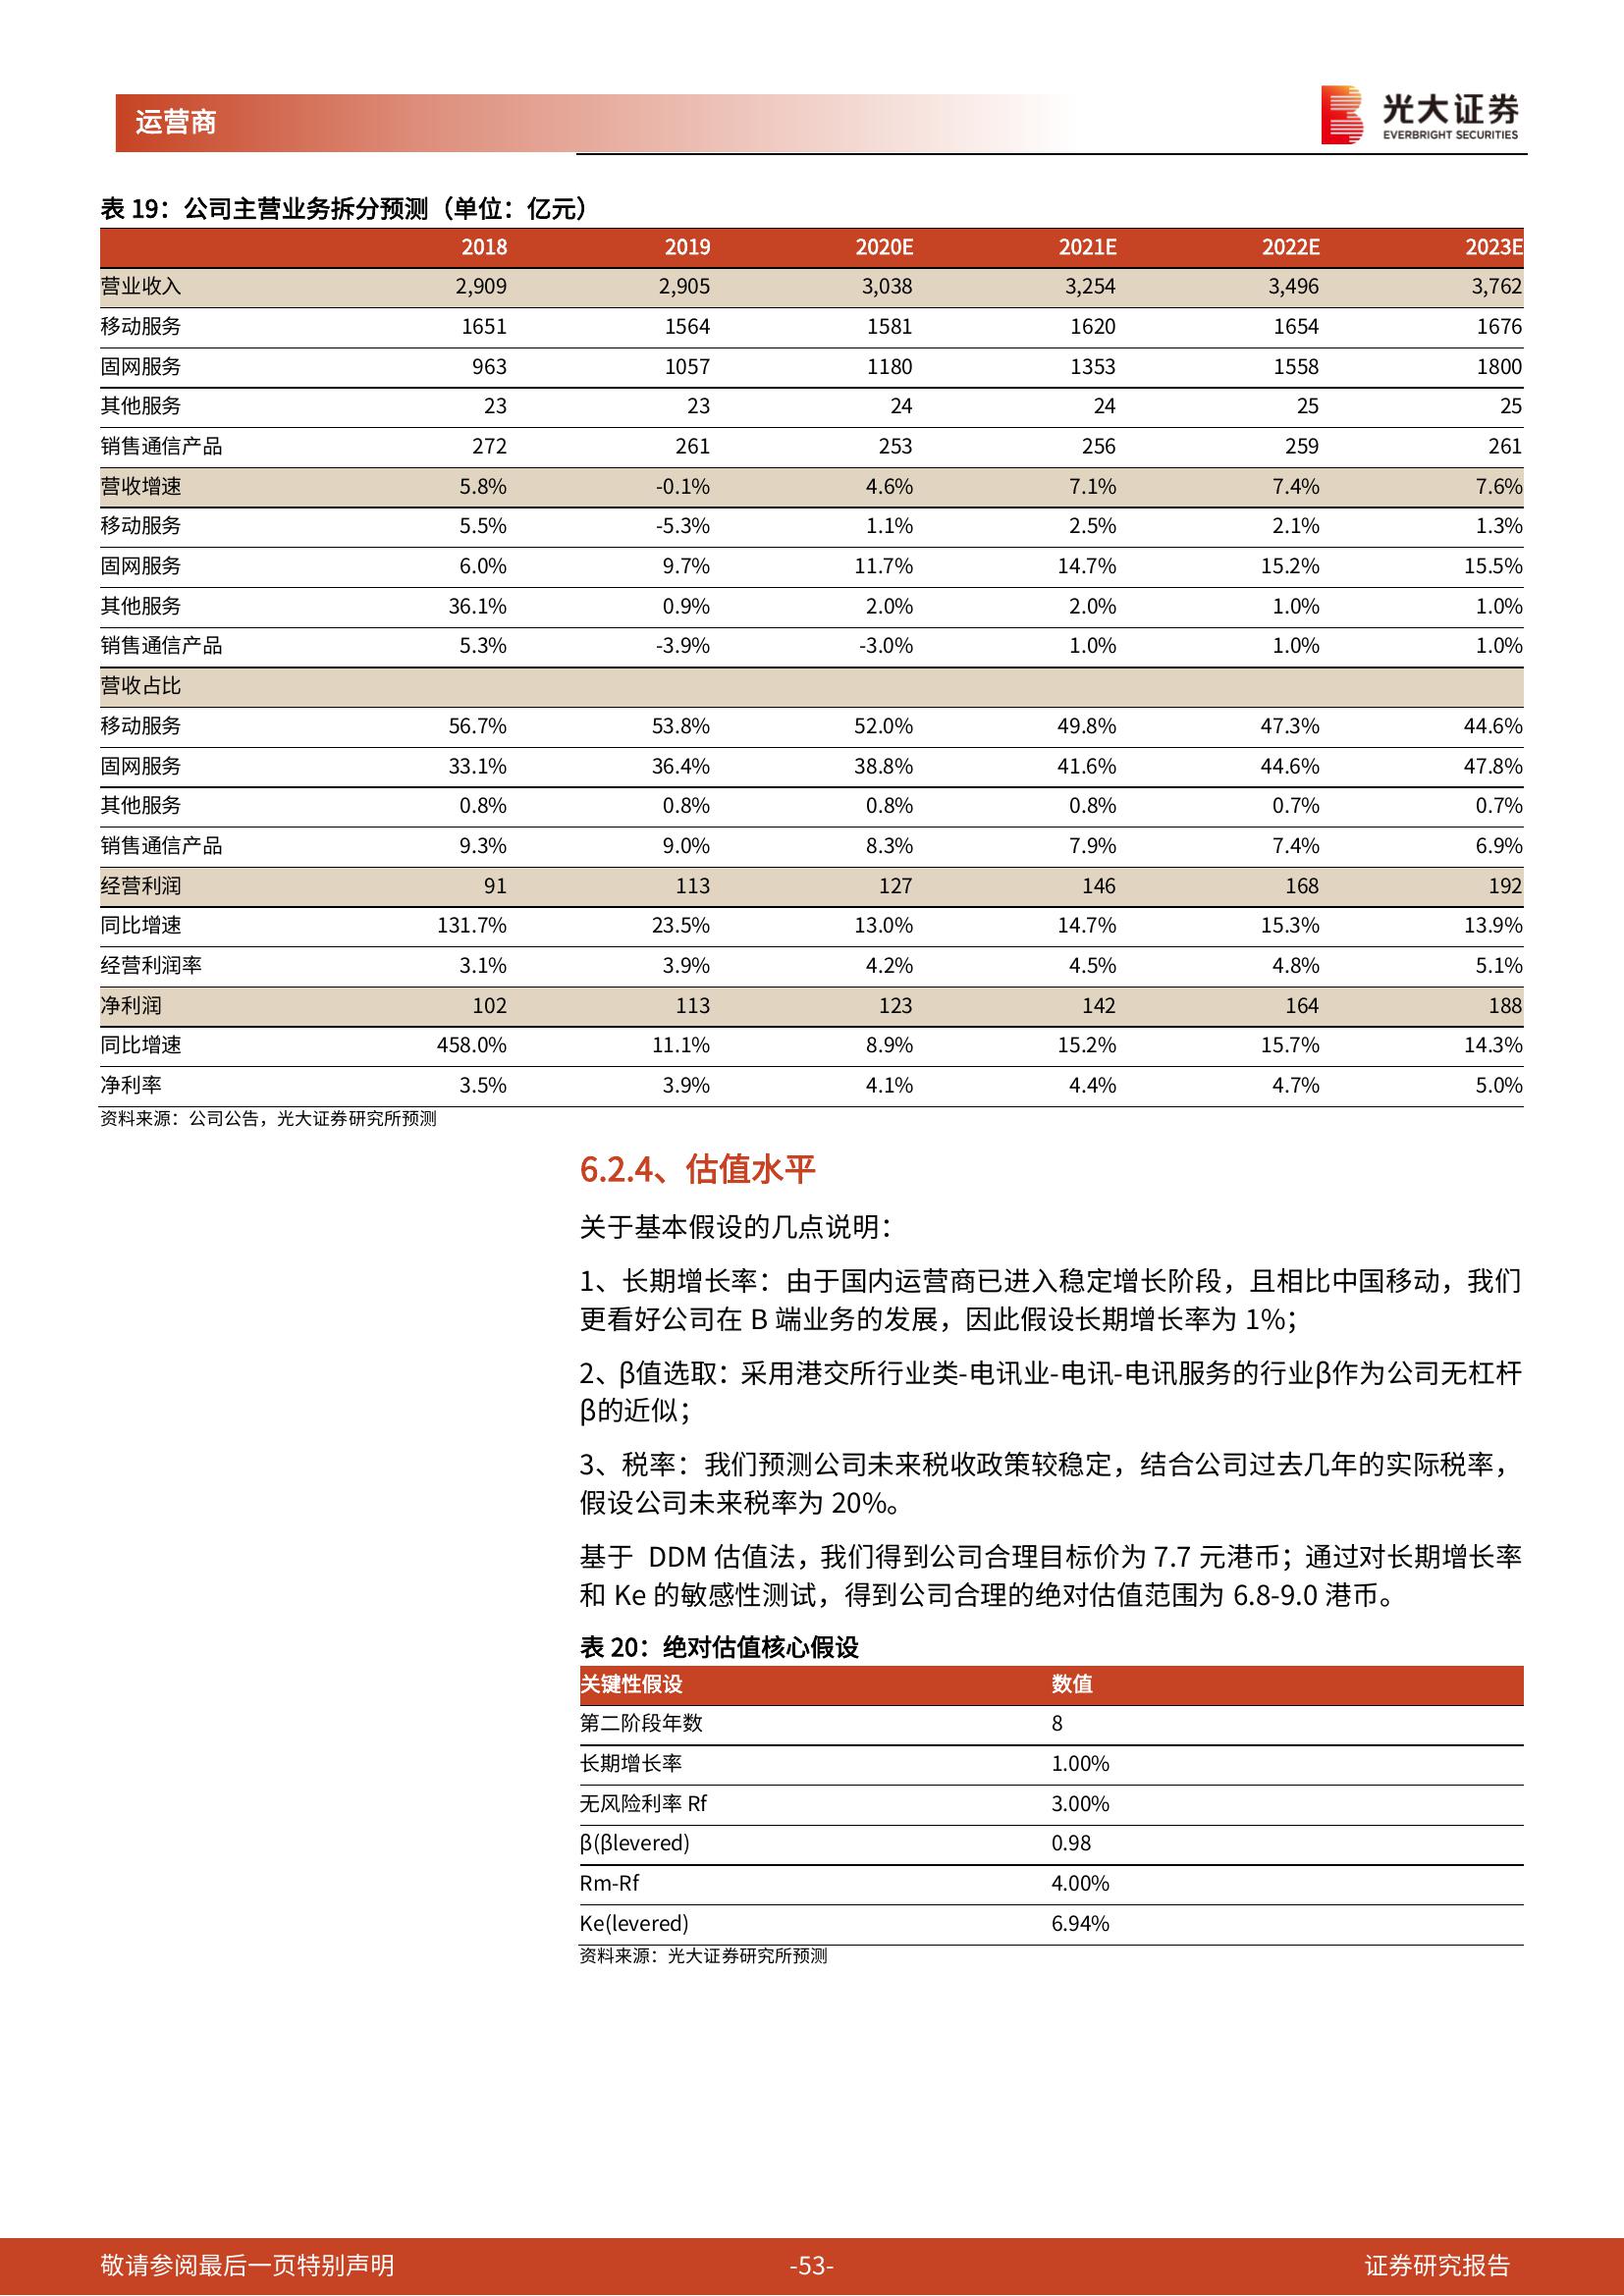 运营商
光大证券
EVERBRIGHT SECURITIES
表 19：公司主营业务拆分预测（单位：亿元）
2018 2019 2020E 2021E 2022E 2023E
营业收入 2,909 2,905 3,038 3,254 3,496 3,762
移动服务 1651 1564 1581 1620 1654 1676
固网服务 963 1057 1180 1353 1558 1800
其他服务 23 23 24 24 25 25
销售通信产品 272 261 253 256 259 261
营收增速 5.8% -0.1% 4.6% 7.1% 7.4% 7.6%
移动服务 5.5% -5.3% 1.1% 2.5% 2.1% 1.3%
固网服务 6.0% 9.7% 11.7% 14.7% 15.2% 15.5%
其他服务 36.1% 0.9% 2.0% 2.0% 1.0% 1.0%
销售通信产品 5.3% -3.9% -3.0% 1.0% 1.0% 1.0%
营收占比
移动服务 56.7% 53.8% 52.0% 49.8% 47.3% 44.6%
固网服务 33.1% 36.4% 38.8% 41.6% 44.6% 47.8%
其他服务 0.8% 0.8% 0.8% 0.8% 0.7% 0.7%
销售通信产品 9.3% 9.0% 8.3% 7.9% 7.4% 6.9%
经营利润 91 113 127 146 168 192
同比增速 131.7% 23.5% 13.0% 14.7% 15.3% 13.9%
经营利润率 3.1% 3.9% 4.2% 4.5% 4.8% 5.1%
净利润 102 113 123 142 164 188
同比增速 458.0% 11.1% 8.9% 15.2% 15.7% 14.3%
净利率 3.5% 3.9% 4.1% 4.4% 4.7% 5.0%
资料来源：公司公告，光大证券研究所预测
6.2.4、估值水平
关于基本假设的几点说明：
1、长期增长率：由于国内运营商已进入稳定增长阶段，且相比中国移动，我们
更看好公司在 B 端业务的发展，因此假设长期增长率为 1%；
2、β值选取：采用港交所行业类-电讯业-电讯-电讯服务的行业β作为公司无杠杆
β的近似；
3、税率：我们预测公司未来税收政策较稳定，结合公司过去几年的实际税率，
假设公司未来税率为 20%。
基于 DDM 估值法，我们得到公司合理目标价为 7.7 元港币；通过对长期增长率
和 Ke 的敏感性测试，得到公司合理的绝对估值范围为 6.8-9.0 港币。
表 20：绝对估值核心假设
关键性假设 数值
第二阶段年数 8
长期增长率 1.00%
无风险利率 Rf 3.00%
β(βlevered) 0.98
Rm-Rf 4.00%
Ke(levered) 6.94%
资料来源：光大证券研究所预测
敬请参阅最后一页特别声明 -53- 证券研究报告